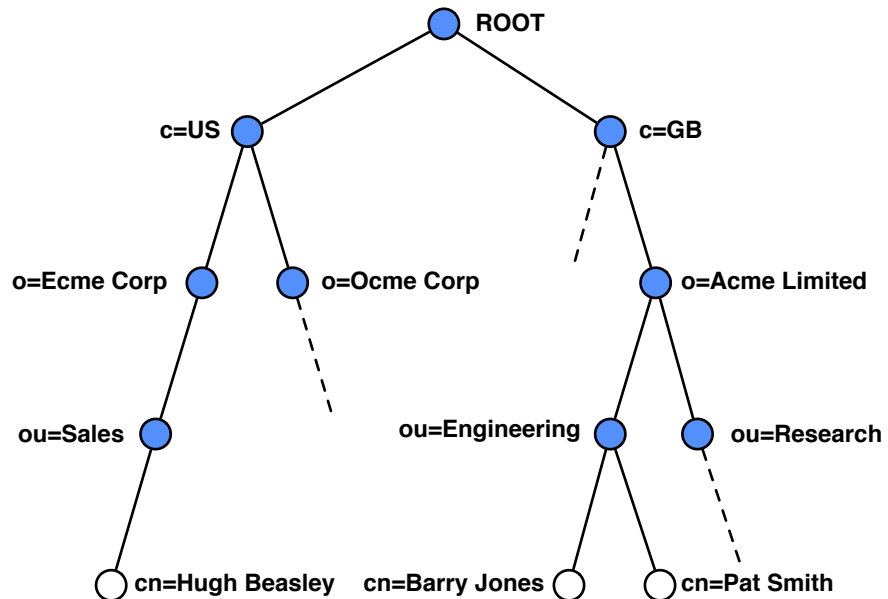 ROOT
c=US
c=GB
o=Ecme Corp
o=Ocme Corp
o=Acme Limited
ou=Sales
ou=Engineering
ou=Research
cn=Hugh Beasley
cn=Barry Jones
cn=Pat Smith